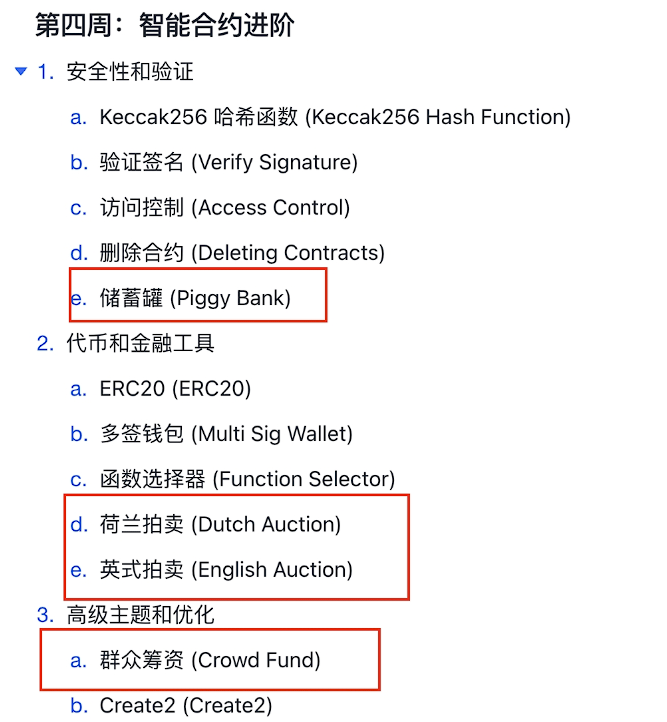 第四周：智能合约进阶
1. 安全性和验证
a. Keccak256 哈希函数 (Keccak256 Hash Function)
b. 验证签名 (Verify Signature)
c. 访问控制 (Access Control)
d. 删除合约 (Deleting Contracts)
e. 储蓄罐 (Piggy Bank)
2. 代币和金融工具
a. ERC20 (ERC20)
b. 多签钱包 (Multi Sig Wallet)
c. 函数选择器 (Function Selector)
d. 荷兰拍卖 (Dutch Auction)
e. 英式拍卖 (English Auction)
3. 高级主题和优化
a. 群众筹资 (Crowd Fund)
b. Create2 (Create2)